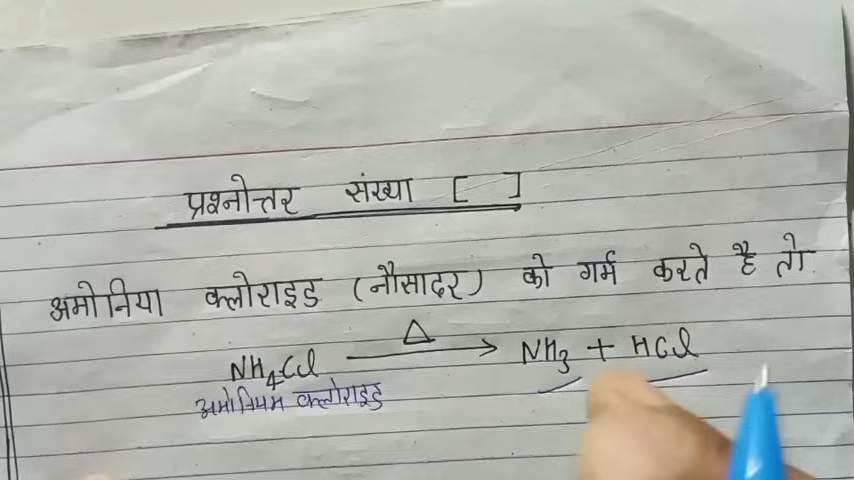 प्रश्नोत्तर संख्या [ ]
अमोनिया क्लोराइड (नौसादर) को गर्म करते है तो
NH₄Cl —Δ→ NH₃ + HCl
अमोनियम क्लोराइड